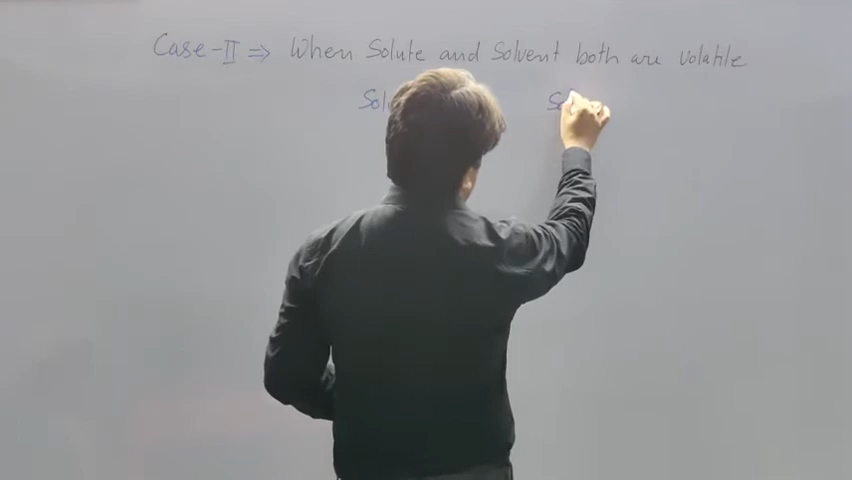 Case-II ⇒ When Solute and Solvent both are volatile